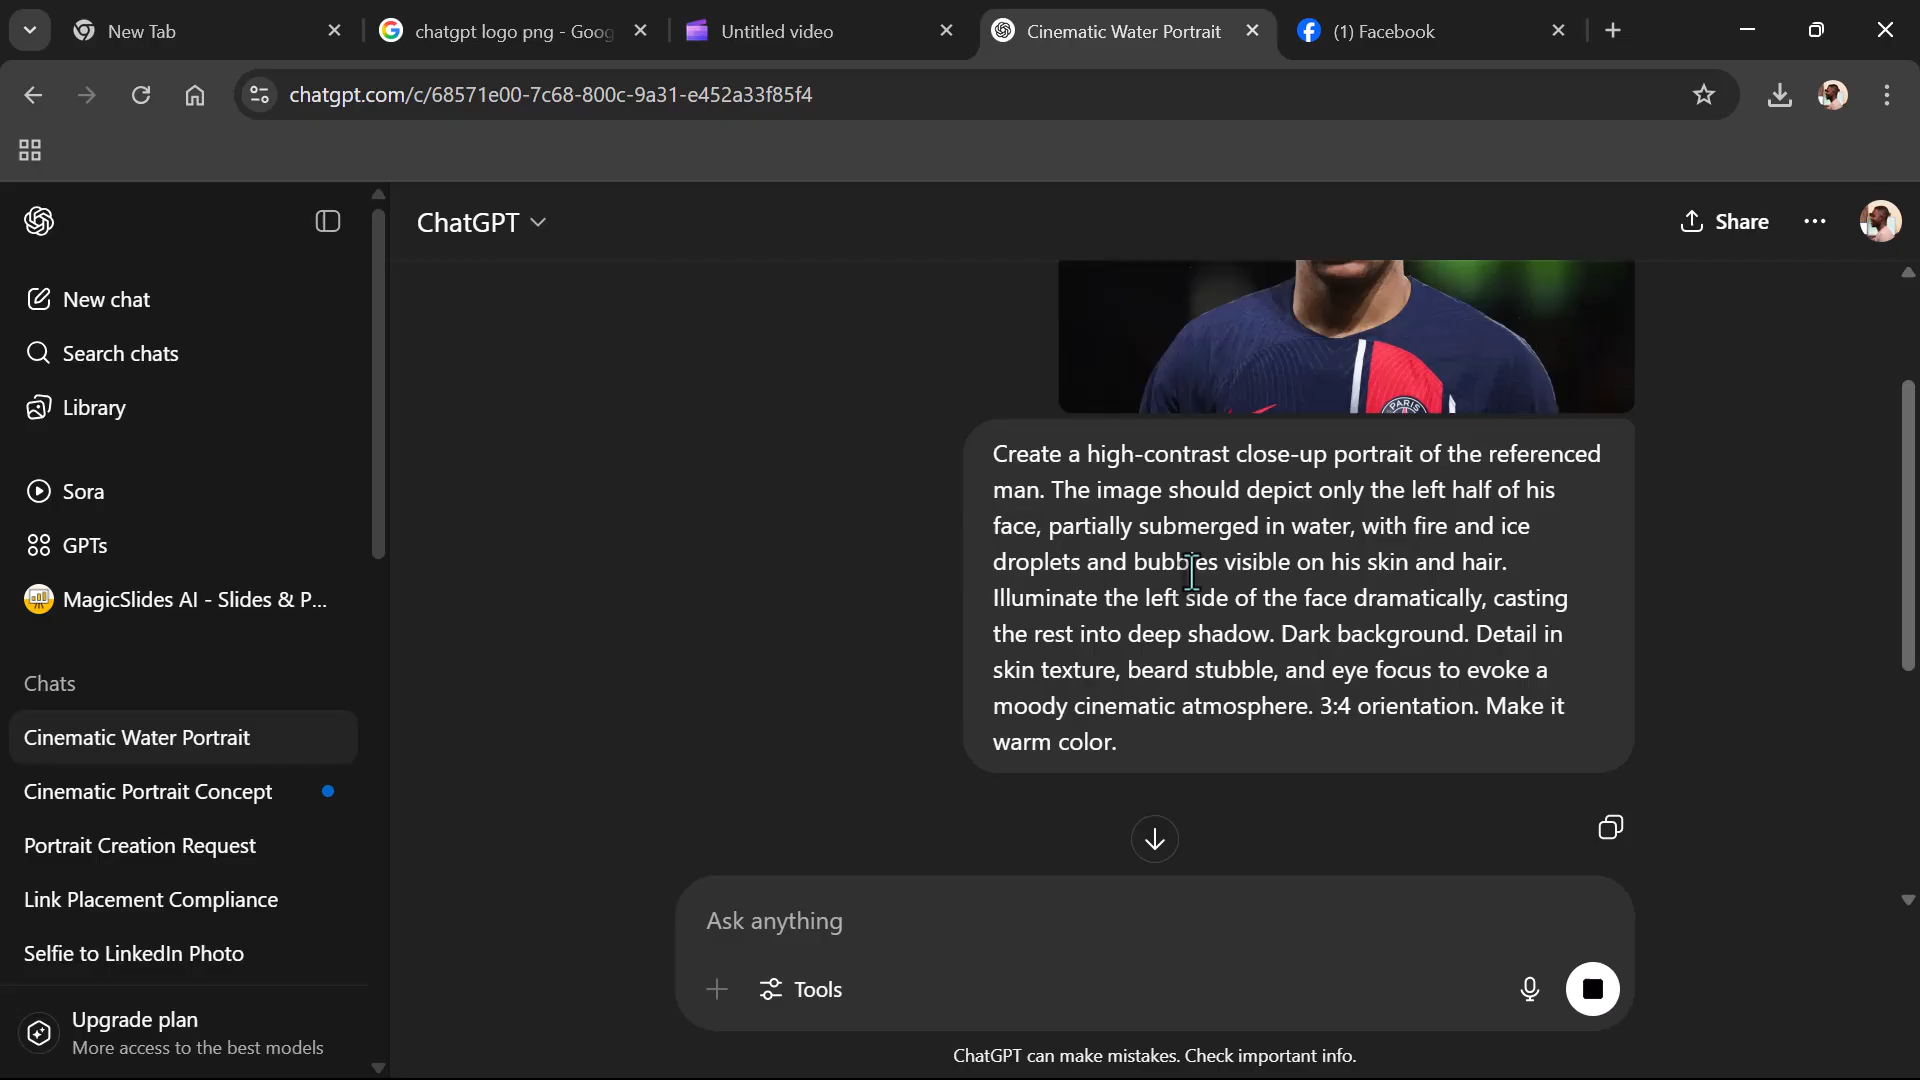 New Tab
chatgpt logo png - Goog
Untitled video
Cinematic Water Portrait
(1) Facebook
chatgpt.com/c/68571e00-7c68-800c-9a31-e452a33f85f4
ChatGPT
Share
New chat
Search chats
Library
Sora
GPTs
MagicSlides AI - Slides & P...
Chats
Cinematic Water Portrait
Cinematic Portrait Concept
Portrait Creation Request
Link Placement Compliance
Selfie to LinkedIn Photo
Upgrade plan
More access to the best models
PARIS
Create a high-contrast close-up portrait of the referenced
man. The image should depict only the left half of his
face, partially submerged in water, with fire and ice
droplets and bubbles visible on his skin and hair.
Illuminate the left side of the face dramatically, casting
the rest into deep shadow. Dark background. Detail in
skin texture, beard stubble, and eye focus to evoke a
moody cinematic atmosphere. 3:4 orientation. Make it
warm color.
Ask anything
Tools
ChatGPT can make mistakes. Check important info.